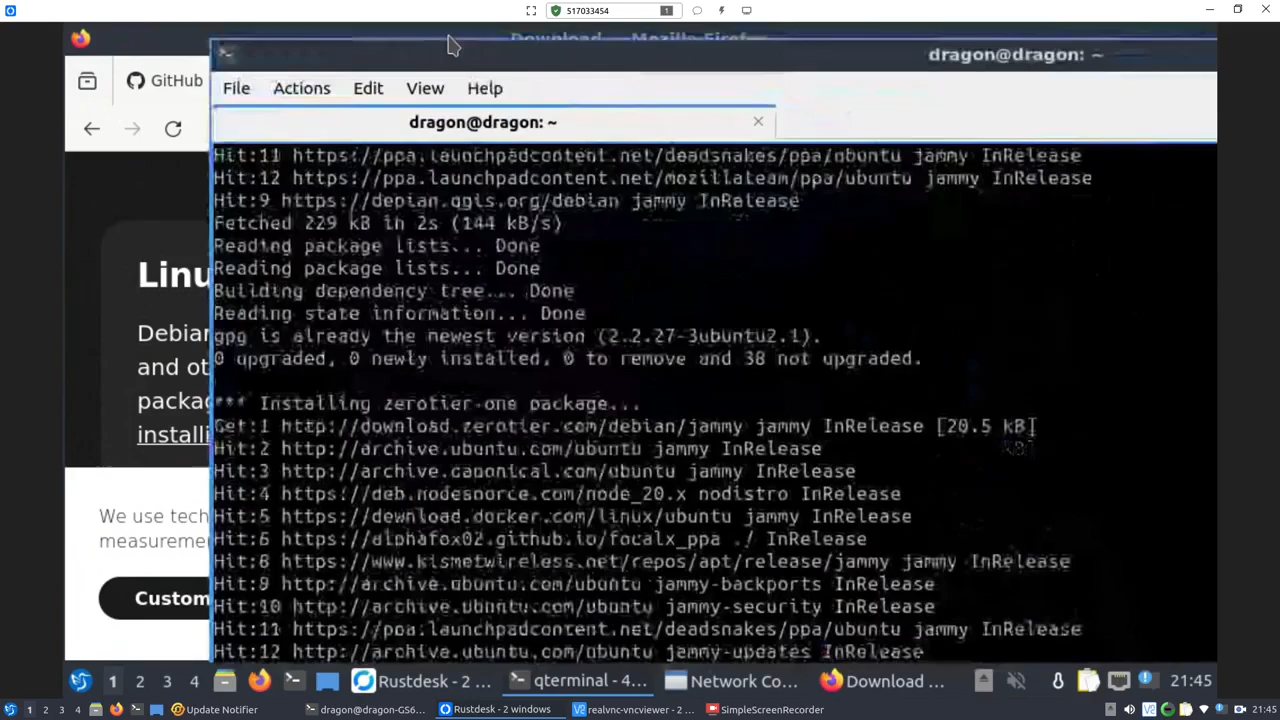 517033454
1
Download — Mozilla Firef
dragon@dragon: ~
GitHub
File Actions Edit View Help
dragon@dragon: ~
Hit:11 https://ppa.launchpadcontent.net/deadsnakes/ppa/ubuntu jammy InRelease
Hit:12 https://ppa.launchpadcontent.net/mozillateam/ppa/ubuntu jammy InRelease
Hit:9 https://depian.qgis.org/debian jammy InRelease
Fetched 229 kB in 2s (144 kB/s)
Reading package lists... Done
Reading package lists... Done
Building dependency tree... Done
Reading state information... Done
gpg is already the newest version (2.2.27-3ubuntu2.1).
0 upgraded, 0 newly installed, 0 to remove and 38 not upgraded.
*** Installing zerotier-one package...
Get:1 http://download.zerotier.com/debian/jammy jammy InRelease [20.5 kB]
Hit:2 http://archive.ubuntu.com/ubuntu jammy InRelease
Hit:3 http://archive.canonical.com/ubuntu jammy InRelease
Hit:4 https://deb.nodesource.com/node_20.x nodistro InRelease
Hit:5 https://download.docker.com/linux/ubuntu jammy InRelease
Hit:6 https://alphafox02.github.io/focalx_ppa ./ InRelease
Hit:8 https://www.kismetwireless.net/repos/apt/release/jammy jammy InRelease
Hit:9 http://archive.ubuntu.com/ubuntu jammy-backports InRelease
Hit:10 http://archive.ubuntu.com/ubuntu jammy-security InRelease
Hit:11 https://ppa.launchpadcontent.net/deadsnakes/ppa/ubuntu jammy InRelease
Hit:12 http://archive.ubuntu.com/ubuntu jammy-updates InRelease
Linu
Debian
and ot
packag
installi
We use tech
measuremen
Custom
1 2 3 4 Rustdesk - 2 ... qterminal - 4... Network Co... Download ... 21:45
1 2 3 4 Update Notifier dragon@dragon-GS6... Rustdesk - 2 windows realvnc-vncviewer - 2 ... SimpleScreenRecorder 21:45